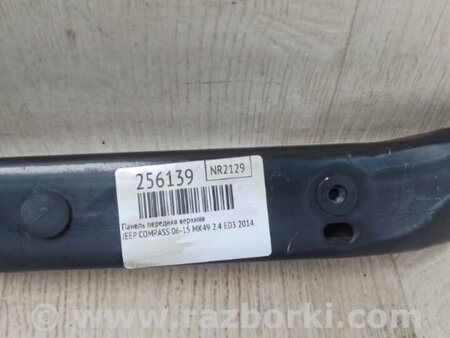 256139
NR2129
Панель передняя верхняя
JEEP COMPASS 06-15 MK49 2.4 ED3 2014
www.razborki.com